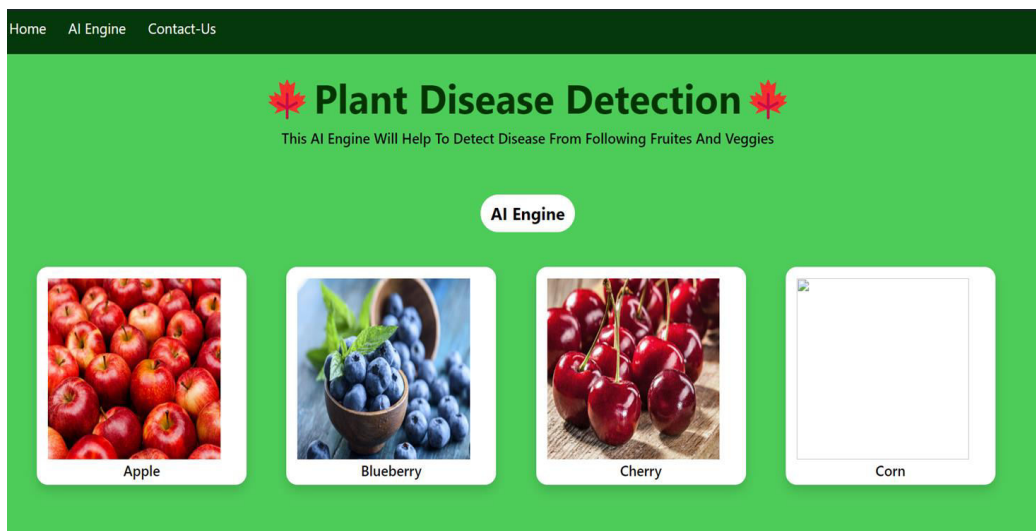 Home AI Engine Contact-Us
🍁 Plant Disease Detection 🍁
This AI Engine Will Help To Detect Disease From Following Fruites And Veggies
AI Engine
Apple Blueberry Cherry Corn